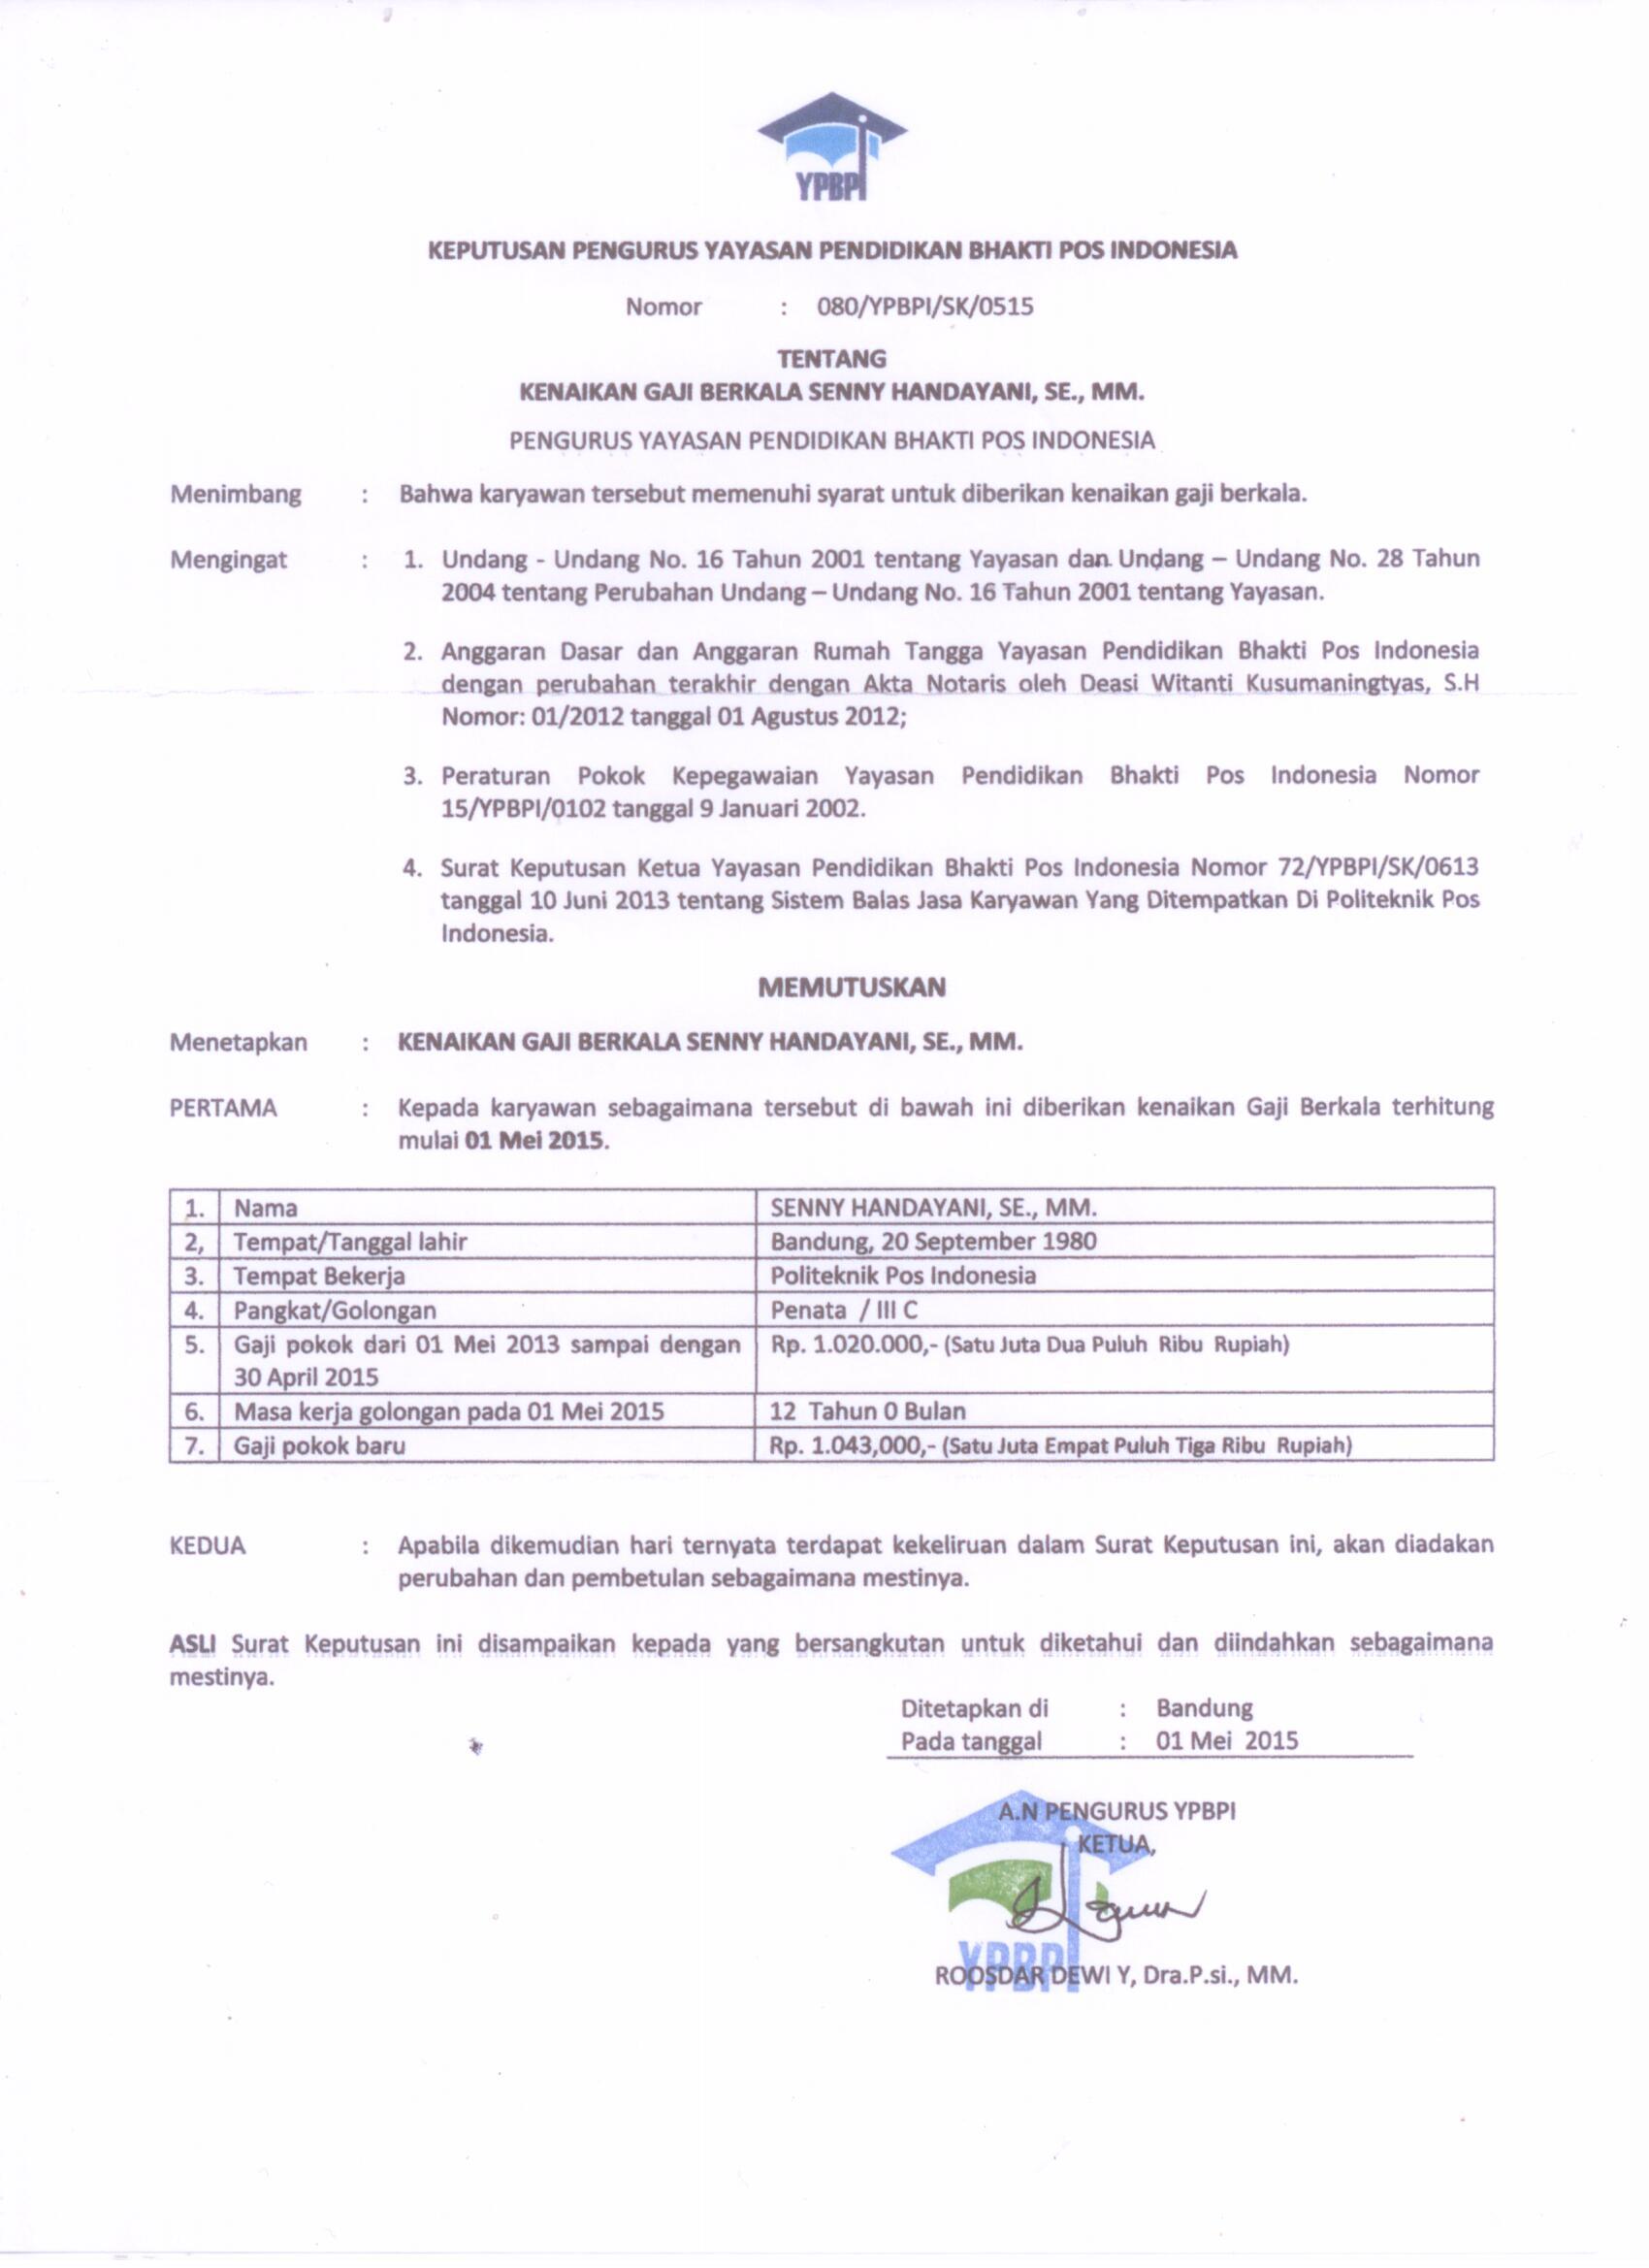 YPBPI
KEPUTUSAN PENGURUS YAYASAN PENDIDIKAN BHAKTI POS INDONESIA
Nomor : 080/YPBPI/SK/0515
TENTANG
KENAIKAN GAJI BERKALA SENNY HANDAYANI, SE., MM.
PENGURUS YAYASAN PENDIDIKAN BHAKTI POS INDONESIA
Menimbang : Bahwa karyawan tersebut memenuhi syarat untuk diberikan kenaikan gaji berkala.
Mengingat : 1. Undang - Undang No. 16 Tahun 2001 tentang Yayasan dan Undang – Undang No. 28 Tahun
2004 tentang Perubahan Undang – Undang No. 16 Tahun 2001 tentang Yayasan.
2. Anggaran Dasar dan Anggaran Rumah Tangga Yayasan Pendidikan Bhakti Pos Indonesia
dengan perubahan terakhir dengan Akta Notaris oleh Deasi Witanti Kusumaningtyas, S.H
Nomor: 01/2012 tanggal 01 Agustus 2012;
3. Peraturan Pokok Kepegawaian Yayasan Pendidikan Bhakti Pos Indonesia Nomor
15/YPBPI/0102 tanggal 9 Januari 2002.
4. Surat Keputusan Ketua Yayasan Pendidikan Bhakti Pos Indonesia Nomor 72/YPBPI/SK/0613
tanggal 10 Juni 2013 tentang Sistem Balas Jasa Karyawan Yang Ditempatkan Di Politeknik Pos
Indonesia.
MEMUTUSKAN
Menetapkan : KENAIKAN GAJI BERKALA SENNY HANDAYANI, SE., MM.
PERTAMA : Kepada karyawan sebagaimana tersebut di bawah ini diberikan kenaikan Gaji Berkala terhitung
mulai 01 Mei 2015.
1. Nama SENNY HANDAYANI, SE., MM.
2, Tempat/Tanggal lahir Bandung, 20 September 1980
3. Tempat Bekerja Politeknik Pos Indonesia
4. Pangkat/Golongan Penata / III C
5. Gaji pokok dari 01 Mei 2013 sampai dengan Rp. 1.020.000,- (Satu Juta Dua Puluh Ribu Rupiah)
30 April 2015
6. Masa kerja golongan pada 01 Mei 2015 12 Tahun 0 Bulan
7. Gaji pokok baru Rp. 1.043,000,- (Satu Juta Empat Puluh Tiga Ribu Rupiah)
KEDUA : Apabila dikemudian hari ternyata terdapat kekeliruan dalam Surat Keputusan ini, akan diadakan
perubahan dan pembetulan sebagaimana mestinya.
ASLI Surat Keputusan ini disampaikan kepada yang bersangkutan untuk diketahui dan diindahkan sebagaimana
mestinya.
Ditetapkan di : Bandung
Pada tanggal : 01 Mei 2015
A.N PENGURUS YPBPI
KETUA,
YPBPI
ROOSDAR DEWI Y, Dra.P.si., MM.